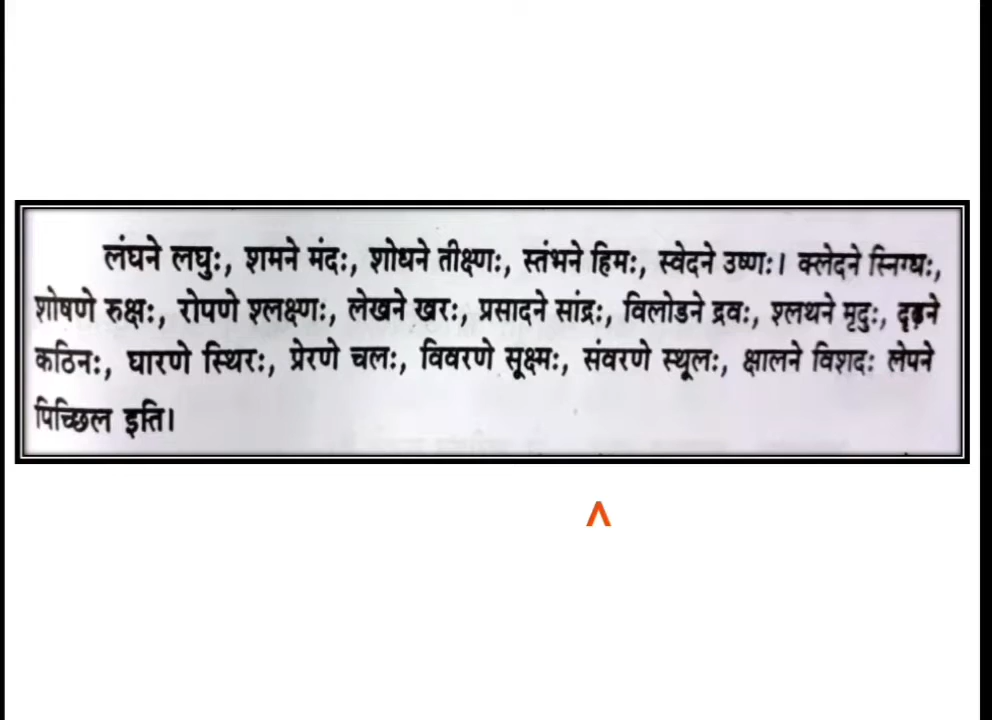 लंघने लघुः, शमने मंदः, शोधने तीक्ष्णः, स्तंभने हिमः, स्वेदने उष्णः। क्लेदने स्निग्धः,
शोषणे रुक्षः, रोपणे श्लक्ष्णः, लेखने खरः, प्रसादने सांद्रः, विलोडने द्रवः, श्लथने मृदुः, दृढ़ने
कठिनः, धारणे स्थिरः, प्रेरणे चलः, विवरणे सूक्ष्मः, संवरणे स्थूलः, क्षालने विशदः लेपने
पिच्छिल इति।